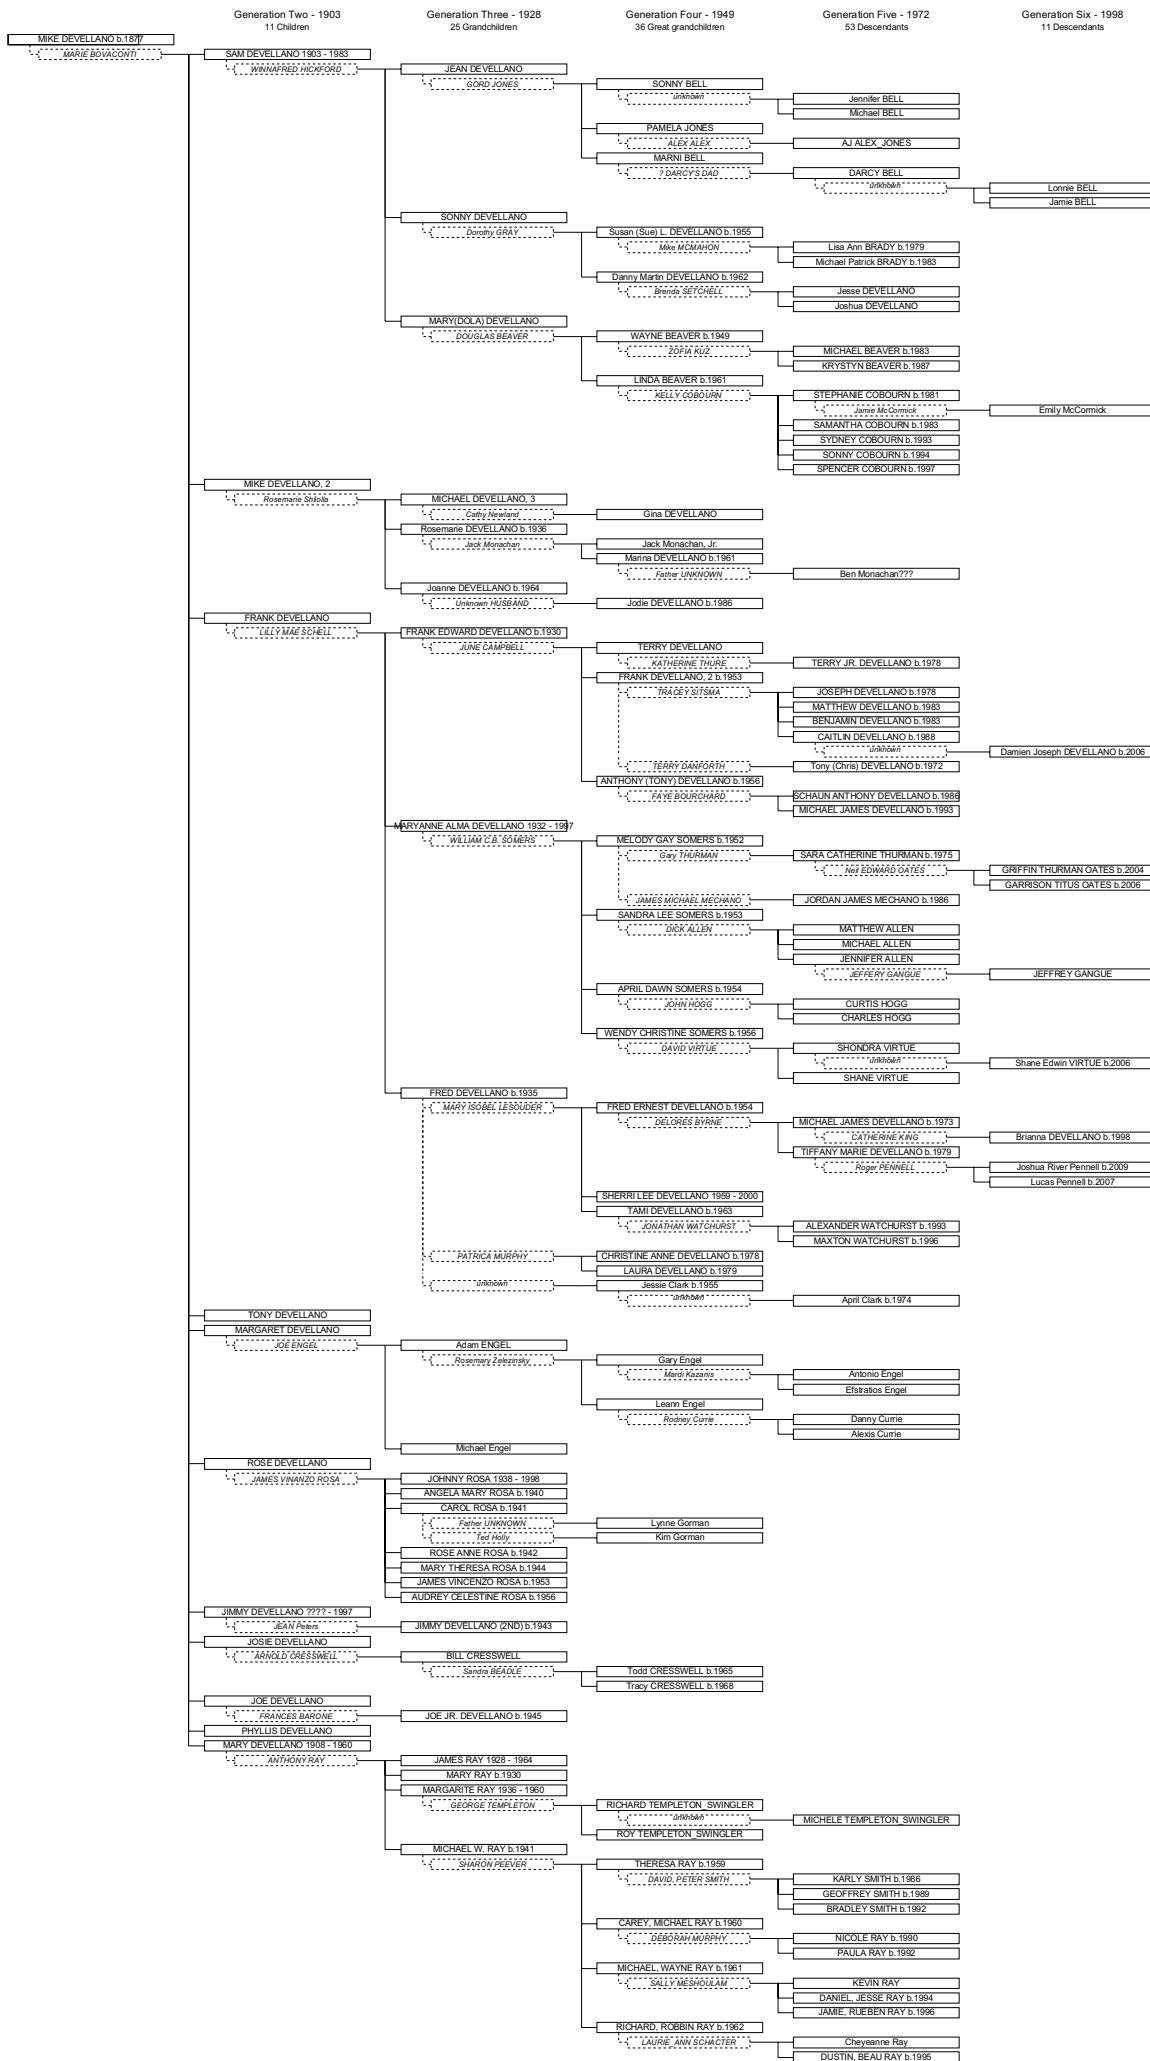 Generation Two - 1903
11 Children
Generation Three - 1928
25 Grandchildren
Generation Four - 1949
36 Great grandchildren
Generation Five - 1972
53 Descendants
Generation Six - 1998
11 Descendants
MIKE DEVELLANO b.1877
MARIE BOVACONTI
SAM DEVELLANO 1903 - 1983
WINNAFRED HICKFORD
JEAN DEVELLANO
GORD JONES
SONNY BELL
unknown
Jennifer BELL
Michael BELL
PAMELA JONES
ALEX ALEX
AJ ALEX_JONES
MARNI BELL
? DARCY'S DAD
DARCY BELL
unknown
Lonnie BELL
Jamie BELL
SONNY DEVELLANO
Dorothy GRAY
Susan (Sue) L. DEVELLANO b.1955
Mike MCMAHON
Lisa Ann BRADY b.1979
Michael Patrick BRADY b.1983
Danny Martin DEVELLANO b.1962
Brenda SETCHELL
Jesse DEVELLANO
Joshua DEVELLANO
MARY(DOLA) DEVELLANO
DOUGLAS BEAVER
WAYNE BEAVER b.1949
ZOFIA KUZ
MICHAEL BEAVER b.1983
KRYSTYN BEAVER b.1987
LINDA BEAVER b.1961
KELLY COBOURN
STEPHANIE COBOURN b.1981
Jamie McCormick
Emily McCormick
SAMANTHA COBOURN b.1983
SYDNEY COBOURN b.1993
SONNY COBOURN b.1994
SPENCER COBOURN b.1997
MIKE DEVELLANO, 2
Rosemarie Shilolla
MICHAEL DEVELLANO, 3
Cathy Newland
Gina DEVELLANO
Rosemarie DEVELLANO b.1936
Jack Monachan
Jack Monachan, Jr.
Marina DEVELLANO b.1961
Father UNKNOWN
Ben Monachan???
Joanne DEVELLANO b.1964
Unknown HUSBAND
Jodie DEVELLANO b.1986
FRANK DEVELLANO
LILLY MAE SCHELL
FRANK EDWARD DEVELLANO b.1930
JUNE CAMPBELL
TERRY DEVELLANO
KATHERINE THURE
TERRY JR. DEVELLANO b.1978
FRANK DEVELLANO, 2 b.1953
TRACEY SITSMA
JOSEPH DEVELLANO b.1978
MATTHEW DEVELLANO b.1983
BENJAMIN DEVELLANO b.1983
CAITLIN DEVELLANO b.1988
unknown
Damien Joseph DEVELLANO b.2006
TERRY DANFORTH
Tony (Chris) DEVELLANO b.1972
ANTHONY (TONY) DEVELLANO b.1956
FAYE BOURCHARD
SCHAUN ANTHONY DEVELLANO b.1986
MICHAEL JAMES DEVELLANO b.1993
MARYANNE ALMA DEVELLANO 1932 - 1997
WILLIAM C.B. SOMERS
MELODY GAY SOMERS b.1952
Gary THURMAN
SARA CATHERINE THURMAN b.1975
Neil EDWARD OATES
GRIFFIN THURMAN OATES b.2004
GARRISON TITUS OATES b.2006
JAMES MICHAEL MECHANO
JORDAN JAMES MECHANO b.1986
SANDRA LEE SOMERS b.1953
DICK ALLEN
MATTHEW ALLEN
MICHAEL ALLEN
JENNIFER ALLEN
JEFFERY GANGUE
JEFFREY GANGUE
APRIL DAWN SOMERS b.1954
JOHN HOGG
CURTIS HOGG
CHARLES HOGG
WENDY CHRISTINE SOMERS b.1956
DAVID VIRTUE
SHONDRA VIRTUE
unknown
Shane Edwin VIRTUE b.2006
SHANE VIRTUE
FRED DEVELLANO b.1935
MARY ISOBEL LESOUDER
FRED ERNEST DEVELLANO b.1954
DELORES BYRNE
MICHAEL JAMES DEVELLANO b.1973
CATHERINE KING
Brianna DEVELLANO b.1998
TIFFANY MARIE DEVELLANO b.1979
Roger PENNELL
Joshua River Pennell b.2009
Lucas Pennell b.2007
SHERRI LEE DEVELLANO 1959 - 2000
TAMI DEVELLANO b.1963
JONATHAN WATCHURST
ALEXANDER WATCHURST b.1993
MAXTON WATCHURST b.1996
PATRICA MURPHY
CHRISTINE ANNE DEVELLANO b.1978
LAURA DEVELLANO b.1979
unknown
Jessie Clark b.1955
unknown
April Clark b.1974
TONY DEVELLANO
MARGARET DEVELLANO
JOE ENGEL
Adam ENGEL
Rosemary Zelezinsky
Gary Engel
Mardi Kazanis
Antonio Engel
Efstratios Engel
Leann Engel
Rodney Currie
Danny Currie
Alexis Currie
Michael Engel
ROSE DEVELLANO
JAMES VINANZO ROSA
JOHNNY ROSA 1938 - 1998
ANGELA MARY ROSA b.1940
CAROL ROSA b.1941
Father UNKNOWN
Lynne Gorman
Ted Holly
Kim Gorman
ROSE ANNE ROSA b.1942
MARY THERESA ROSA b.1944
JAMES VINCENZO ROSA b.1953
AUDREY CELESTINE ROSA b.1956
JIMMY DEVELLANO ???? - 1997
JEAN Peters
JIMMY DEVELLANO (2ND) b.1943
JOSIE DEVELLANO
ARNOLD CRESSWELL
BILL CRESSWELL
Sandra BEADLE
Todd CRESSWELL b.1965
Tracy CRESSWELL b.1968
JOE DEVELLANO
FRANCES BARONE
JOE JR. DEVELLANO b.1945
PHYLLIS DEVELLANO
MARY DEVELLANO 1908 - 1960
ANTHONY RAY
JAMES RAY 1928 - 1964
MARY RAY b.1930
MARGARITE RAY 1936 - 1960
GEORGE TEMPLETON
RICHARD TEMPLETON_SWINGLER
unknown
MICHELE TEMPLETON_SWINGLER
ROY TEMPLETON_SWINGLER
MICHAEL W. RAY b.1941
SHARON PEEVER
THERESA RAY b.1959
DAVID, PETER SMITH
KARLY SMITH b.1986
GEOFFREY SMITH b.1989
BRADLEY SMITH b.1992
CAREY, MICHAEL RAY b.1960
DEBORAH MURPHY
NICOLE RAY b.1990
PAULA RAY b.1992
MICHAEL, WAYNE RAY b.1961
SALLY MESHOULAM
KEVIN RAY
DANIEL, JESSE RAY b.1994
JAMIE, RUEBEN RAY b.1996
RICHARD, ROBBIN RAY b.1962
LAURIE_ANN SCHACTER
Cheyeanne Ray
DUSTIN, BEAU RAY b.1995